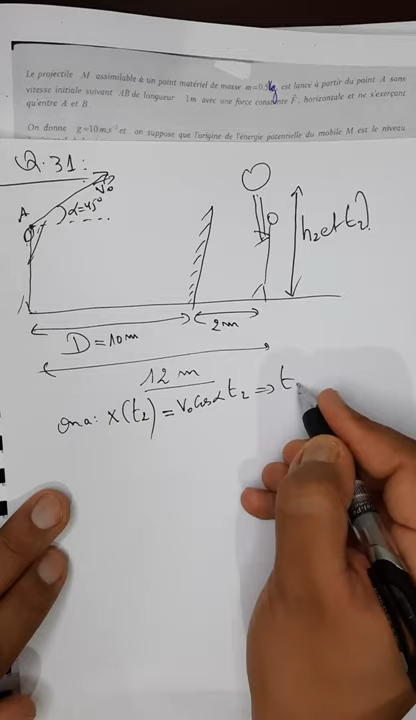 Le projectile M assimilable à un point matériel de masse m=0.5kg est lancé à partir du point A sans
vitesse initiale suivant AB de longueur 1m avec une force constante F, horizontale et ne s'exerçant
qu'entre A et B.
On donne g=10m.s⁻² et on suppose que l'origine de l'énergie potentielle du mobile M est le niveau
Q.31:
V₀
A
α=45°
O
h₂ et t₂)
D=10m
2m
12 m
on a: x(t₂) = V₀ cosα t₂ => t₂